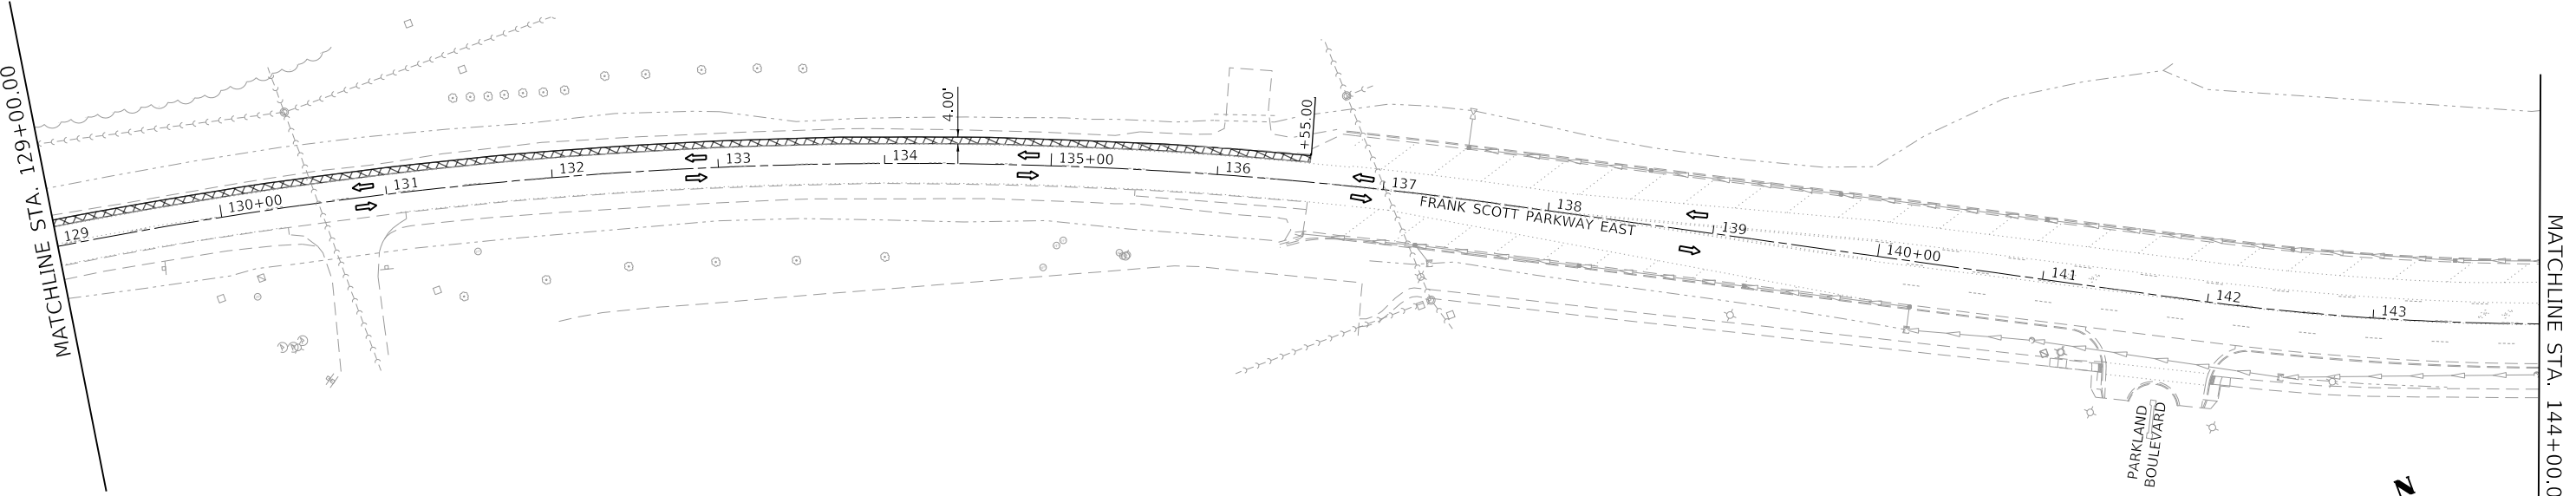 MATCHLINE STA. 129+00.00
129
130+00
131
132
133
134
4.00'
135+00
136
+55.00
137
FRANK SCOTT PARKWAY EAST
138
139
140+00
141
142
143
PARKLAND
BOULEVARD
N
MATCHLINE STA. 144+00.0